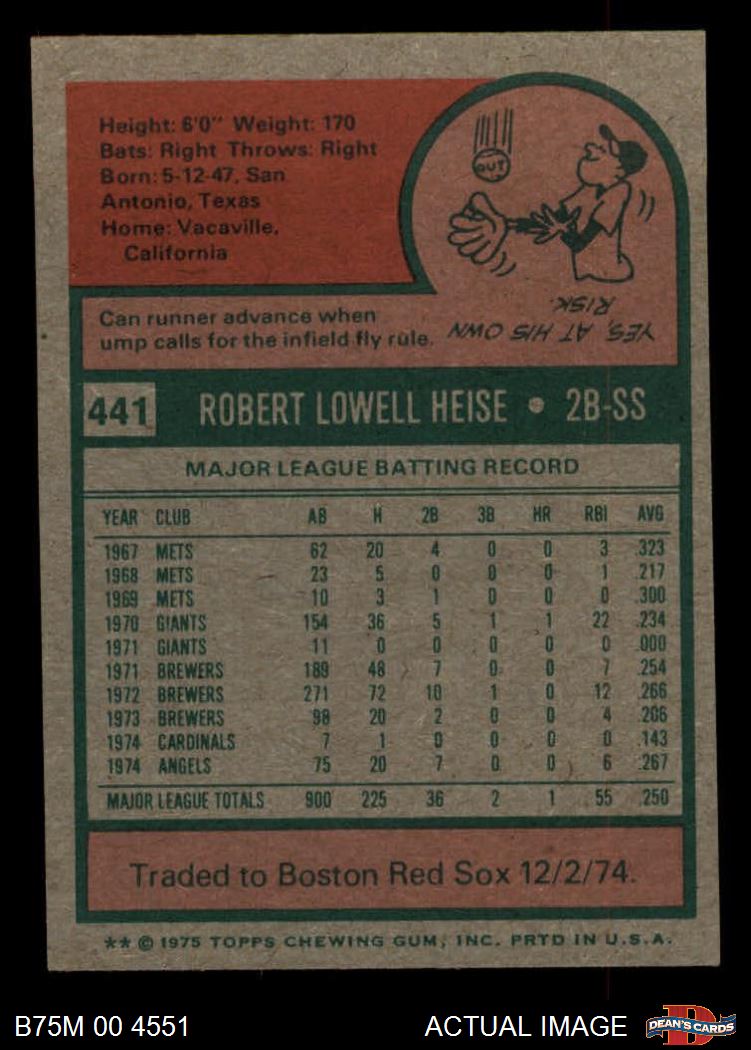 Height: 6'0" Weight: 170
Bats: Right Throws: Right
Born: 5-12-47, San
Antonio, Texas
Home: Vacaville,
California
OUT
Can runner advance when
ump calls for the infield fly rule.
YES, AT HIS OWN
RISK.
441 ROBERT LOWELL HEISE • 2B-SS
MAJOR LEAGUE BATTING RECORD
YEAR CLUB AB H 2B 3B HR RBI AVG
1967 METS 62 20 4 0 0 3 .323
1968 METS 23 5 0 0 0 1 .217
1969 METS 10 3 1 0 0 0 .300
1970 GIANTS 154 36 5 1 1 22 .234
1971 GIANTS 11 0 0 0 0 0 .000
1971 BREWERS 189 48 7 0 0 7 .254
1972 BREWERS 271 72 10 1 0 12 .266
1973 BREWERS 98 20 2 0 0 4 .206
1974 CARDINALS 7 1 0 0 0 0 .143
1974 ANGELS 75 20 7 0 0 6 .267
MAJOR LEAGUE TOTALS 900 225 36 2 1 55 .250
Traded to Boston Red Sox 12/2/74.
** © 1975 TOPPS CHEWING GUM, INC. PRTD IN U.S.A.
B75M 00 4551 ACTUAL IMAGE
D
DEAN'S CARDS